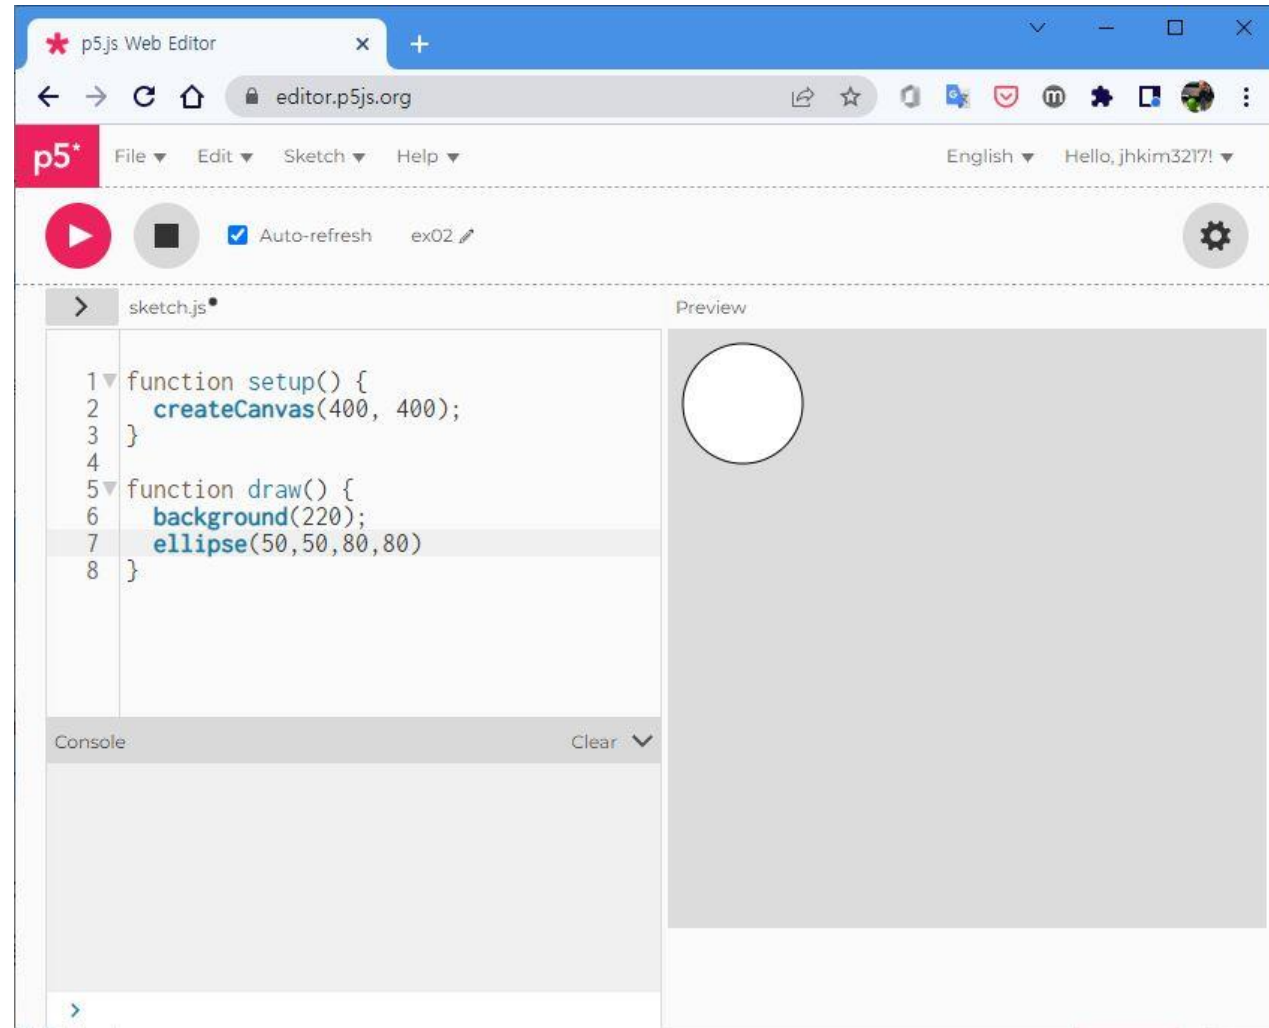 p5.js Web Editor
editor.p5js.org
p5* File Edit Sketch Help English Hello, jhkim3217!
Auto-refresh ex02
sketch.js Preview
1 function setup() {
2 createCanvas(400, 400);
3 }
4
5 function draw() {
6 background(220);
7 ellipse(50,50,80,80)
8 }
Console Clear
>